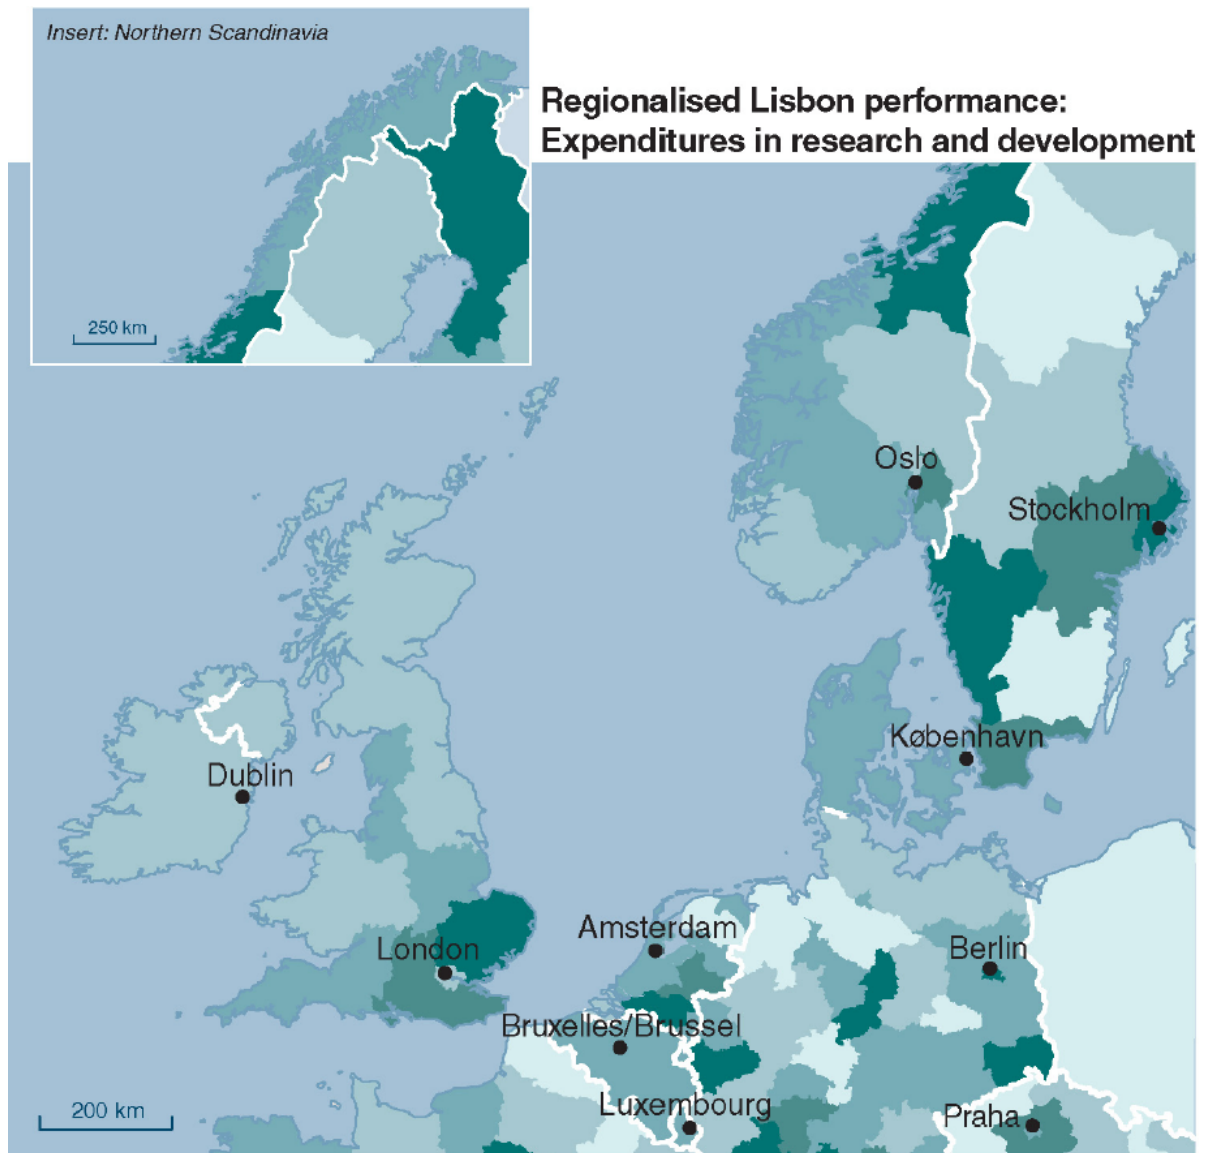 Insert: Northern Scandinavia
250 km
Regionalised Lisbon performance:
Expenditures in research and development
Oslo
Stockholm
København
Dublin
London
Amsterdam
Berlin
Bruxelles/Brussel
Luxembourg
Praha
200 km